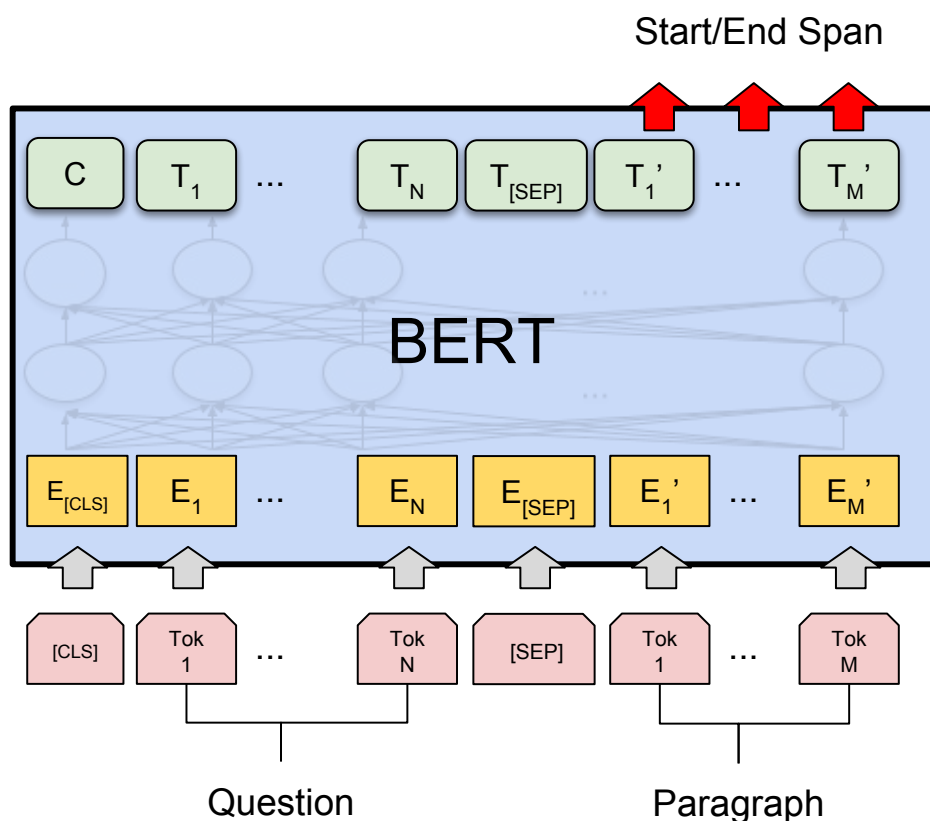 Start/End Span
C T1 ... TN T[SEP] T1’ ... TM’
...
BERT
...
E[CLS] E1 ... EN E[SEP] E1’ ... EM’
[CLS] Tok 1 ... Tok N [SEP] Tok 1 ... Tok M
Question Paragraph